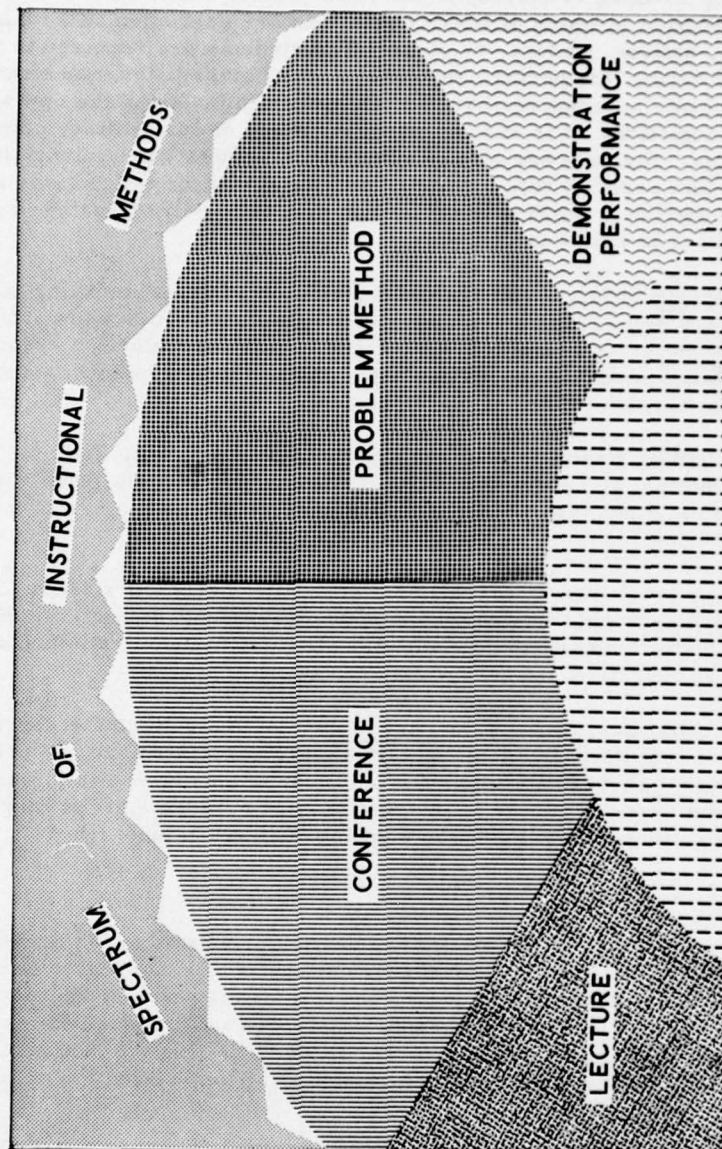 SPECTRUM OF INSTRUCTIONAL METHODS
LECTURE
CONFERENCE
PROBLEM METHOD
DEMONSTRATION
PERFORMANCE